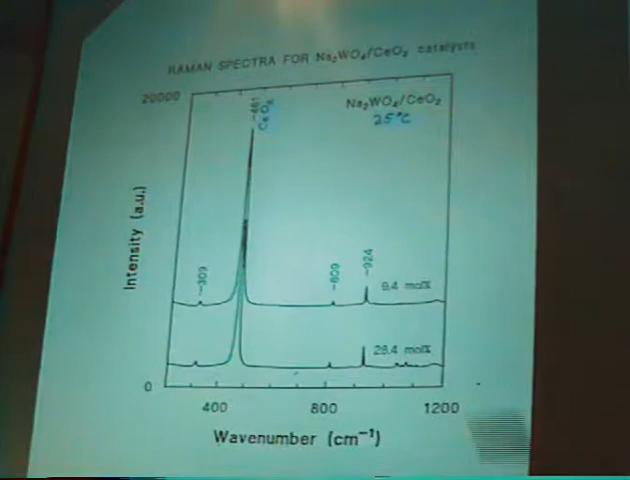 RAMAN SPECTRA FOR Na₂WO₄/CeO₂ catalysts
20000
Na₂WO₄/CeO₂
25°C
−461
CeO₂
Intensity (a.u.)
−309
−809
−924
9.4 mol%
28.4 mol%
0
400 800 1200
Wavenumber (cm⁻¹)